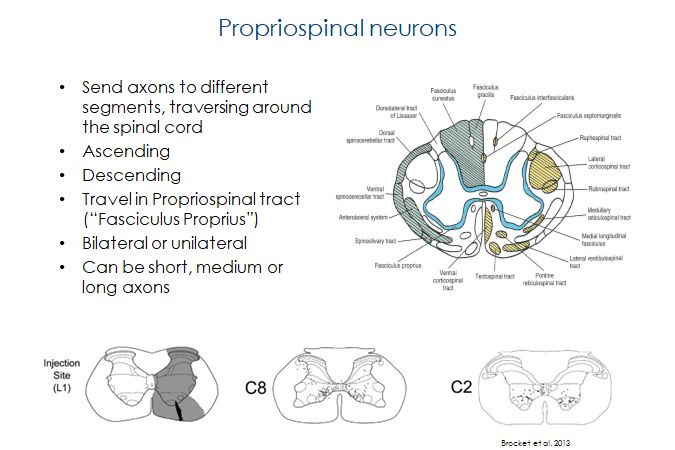 Propriospinal neurons
• Send axons to different
segments, traversing around
the spinal cord
• Ascending
• Descending
• Travel in Propriospinal tract
(“Fasciculus Proprius”)
• Bilateral or unilateral
• Can be short, medium or
long axons
Fasciculus
gracilis
Fasciculus
cuneatus
Fasciculus interfascicularis
Dorsolateral tract
of Lissauer
Fasciculus septomarginalis
Dorsal
spinocerebellar tract
Raphespinal tract
Lateral
corticospinal tract
Rubrospinal tract
Ventral
spinocerebellar tract
Medullary
reticulospinal tract
Anterolateral system
Medial longitudinal
fasciculus
Spinoolivary tract
Lateral vestibulospinal
tract
Fasciculus proprius
Ventral
corticospinal
tract
Tectospinal tract
Pontine
reticulospinal tract
Injection
Site
(L1)
C8
C2
Brocket et al. 2013